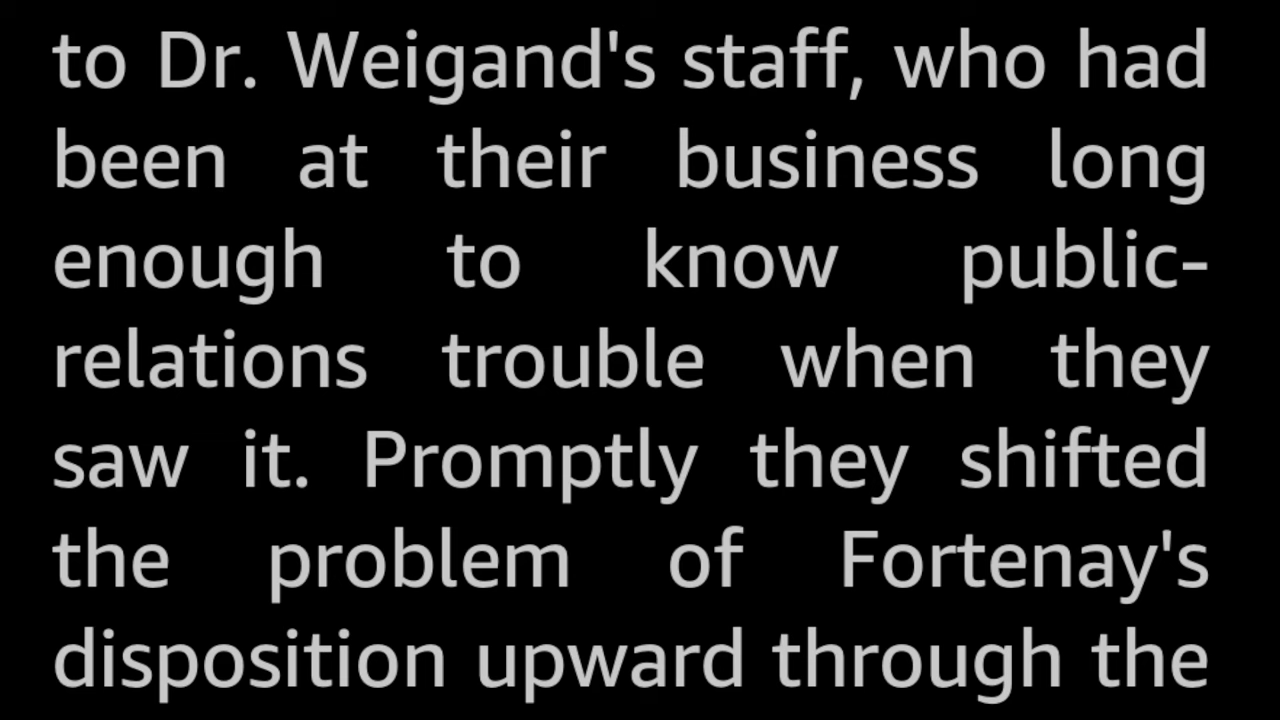 to Dr. Weigand's staff, who had
been at their business long
enough to know public-
relations trouble when they
saw it. Promptly they shifted
the problem of Fortenay's
disposition upward through the